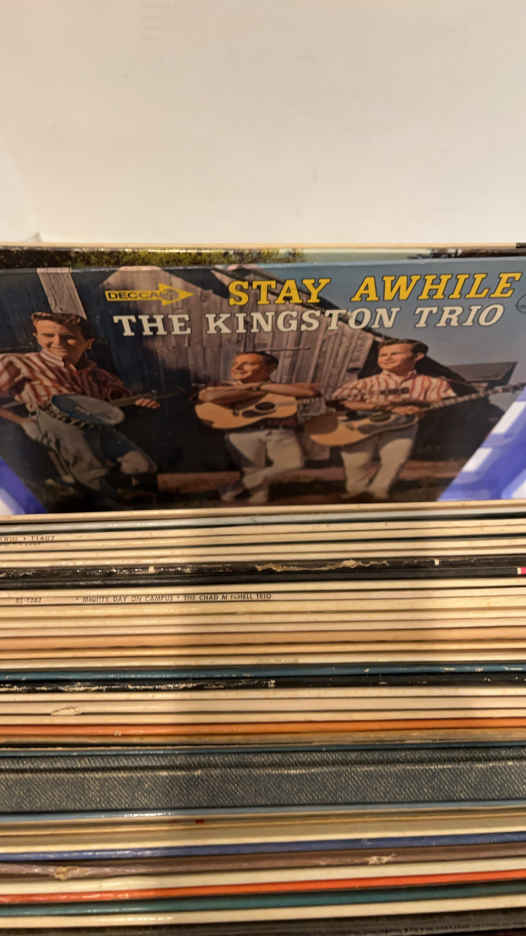 DECCA
STAY AWHILE
THE KINGSTON TRIO
MIGHTY DAY ON CAMPUS • THE CHAD MITCHELL TRIO